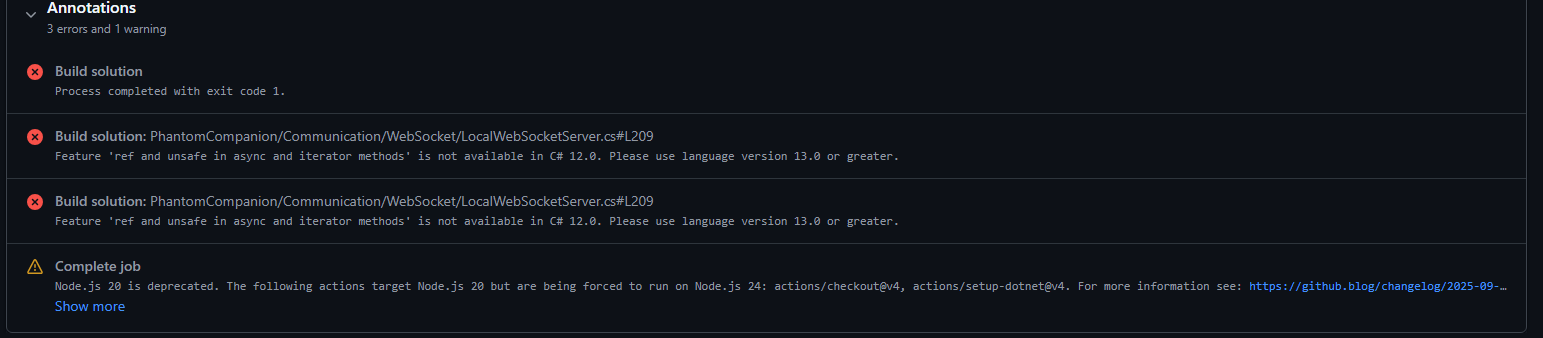 Annotations
3 errors and 1 warning
Build solution
Process completed with exit code 1.
Build solution: PhantomCompanion/Communication/WebSocket/LocalWebSocketServer.cs#L209
Feature 'ref and unsafe in async and iterator methods' is not available in C# 12.0. Please use language version 13.0 or greater.
Build solution: PhantomCompanion/Communication/WebSocket/LocalWebSocketServer.cs#L209
Feature 'ref and unsafe in async and iterator methods' is not available in C# 12.0. Please use language version 13.0 or greater.
Complete job
Node.js 20 is deprecated. The following actions target Node.js 20 but are being forced to run on Node.js 24: actions/checkout@v4, actions/setup-dotnet@v4. For more information see: https://github.blog/changelog/2025-09-…
Show more